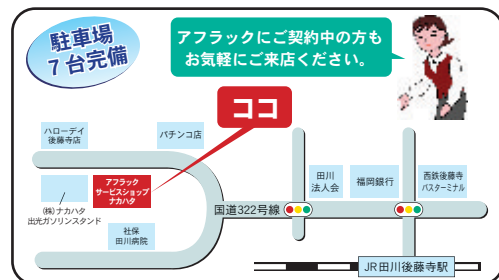 駐車場
7台完備
アフラックにご契約中の方も
お気軽にご来店ください。
ココ
ハローデイ
後藤寺店
パチンコ店
アフラック
サービスショップ
ナカハタ
(株)ナカハタ
出光ガソリンスタンド
社保
田川病院
国道322号線
田川
法人会
福岡銀行
西鉄後藤寺
バスターミナル
JR田川後藤寺駅